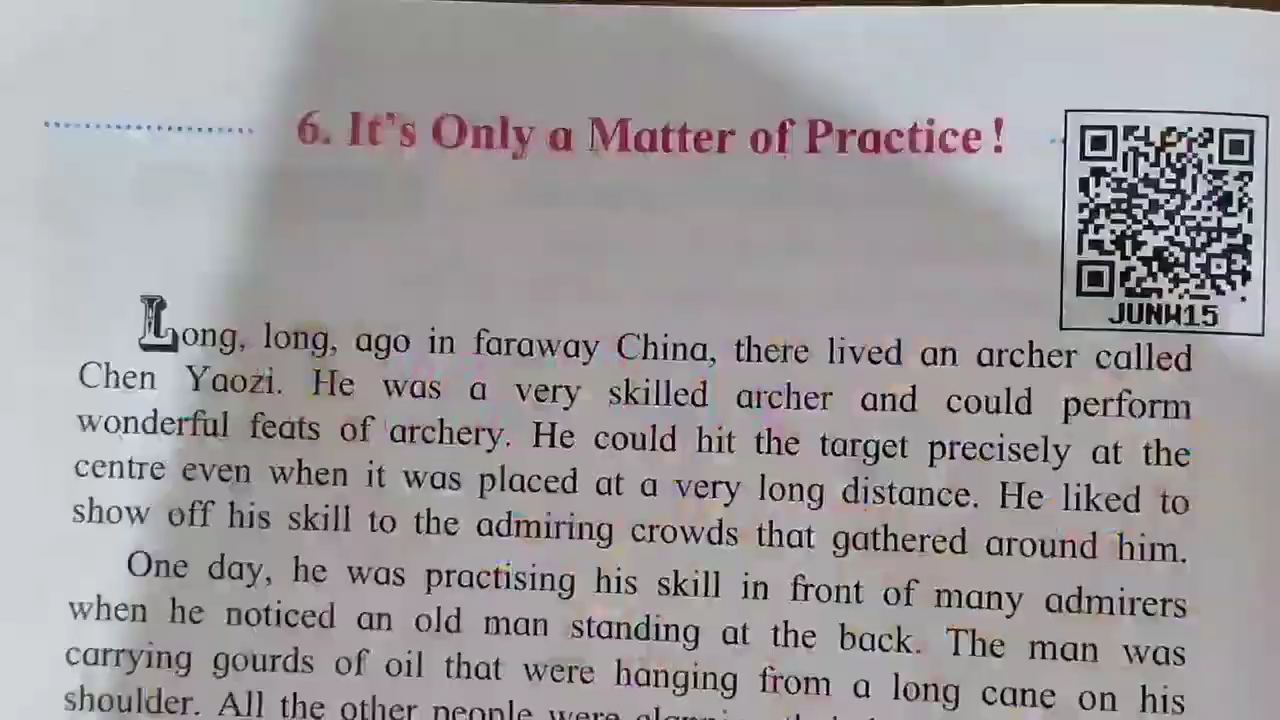 6. It's Only a Matter of Practice!
JUNW15
Long, long, ago in faraway China, there lived an archer called
Chen Yaozi. He was a very skilled archer and could perform
wonderful feats of archery. He could hit the target precisely at the
centre even when it was placed at a very long distance. He liked to
show off his skill to the admiring crowds that gathered around him.
One day, he was practising his skill in front of many admirers
when he noticed an old man standing at the back. The man was
carrying gourds of oil that were hanging from a long cane on his
shoulder. All the other people were